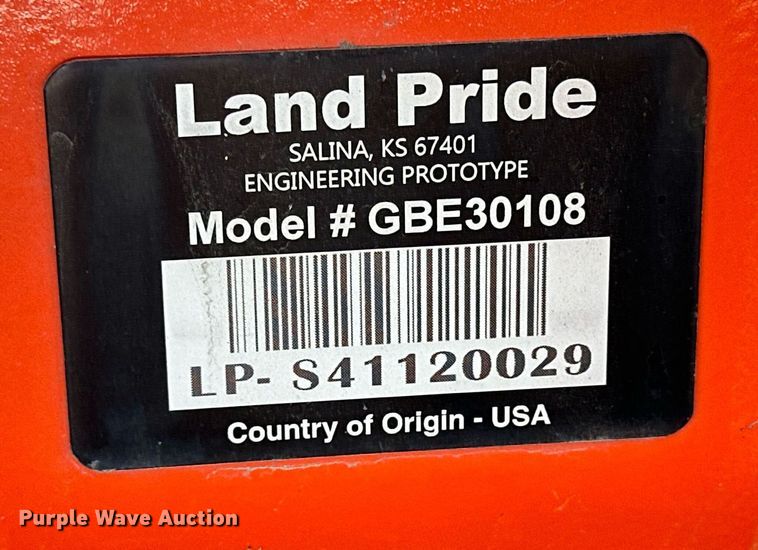 Land Pride
SALINA, KS 67401
ENGINEERING PROTOTYPE
Model # GBE30108
LP- S41120029
Country of Origin - USA
Purple Wave Auction